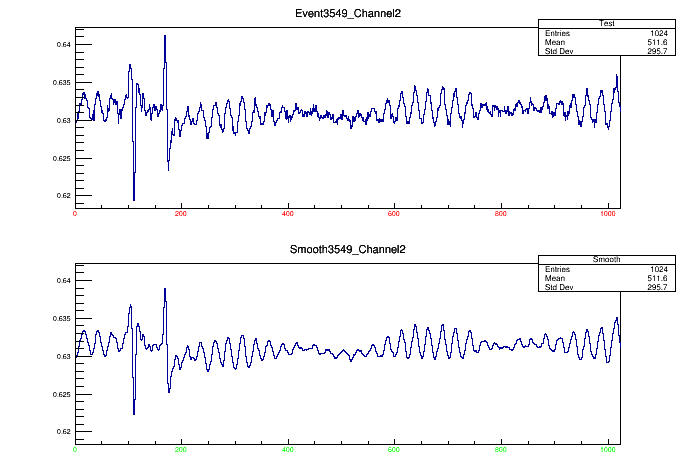 Event3549_Channel2
Test
Entries 1024
Mean 511.6
Std Dev 295.7
0.64
0.635
0.63
0.625
0.62
0 200 400 600 800 1000
Smooth3549_Channel2
Smooth
Entries 1024
Mean 511.6
Std Dev 295.7
0.64
0.635
0.63
0.625
0.62
0 200 400 600 800 1000